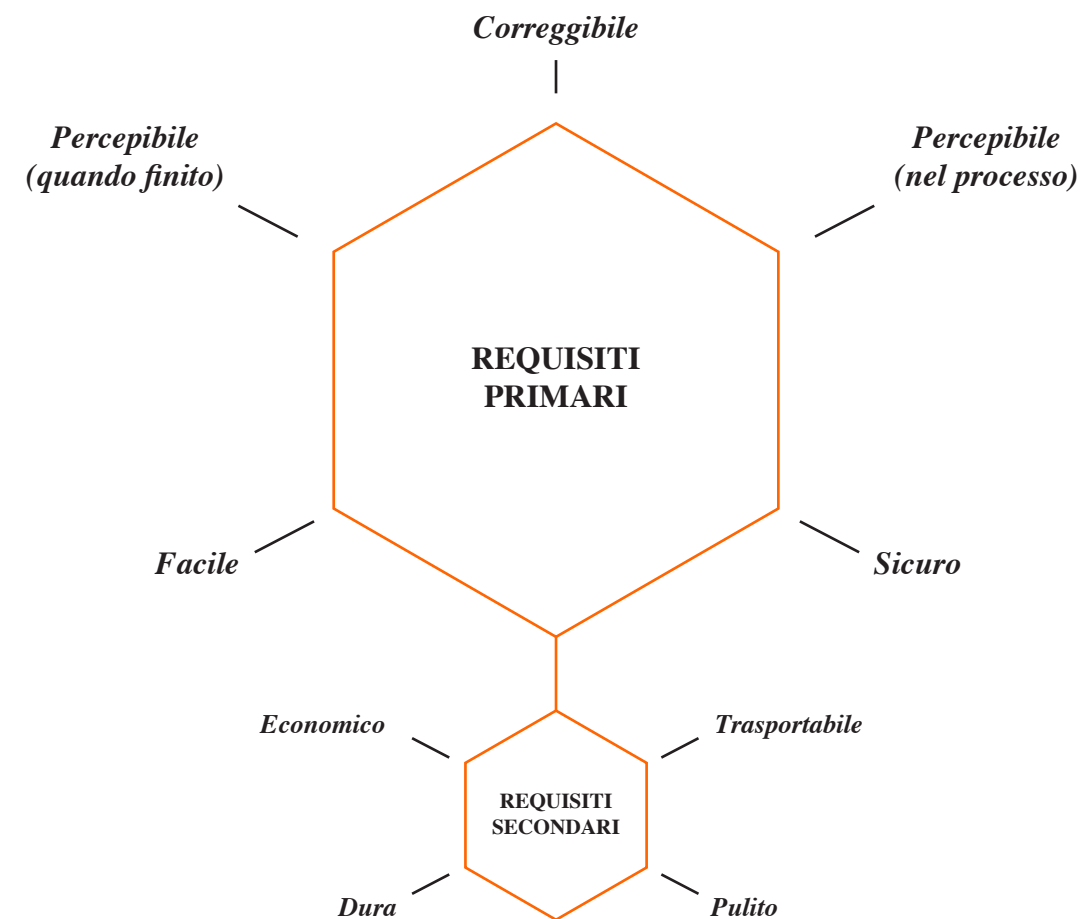 Correggibile
Percepibile
(quando finito)
Percepibile
(nel processo)
REQUISITI
PRIMARI
Facile
Sicuro
Economico
Trasportabile
REQUISITI
SECONDARI
Dura
Pulito